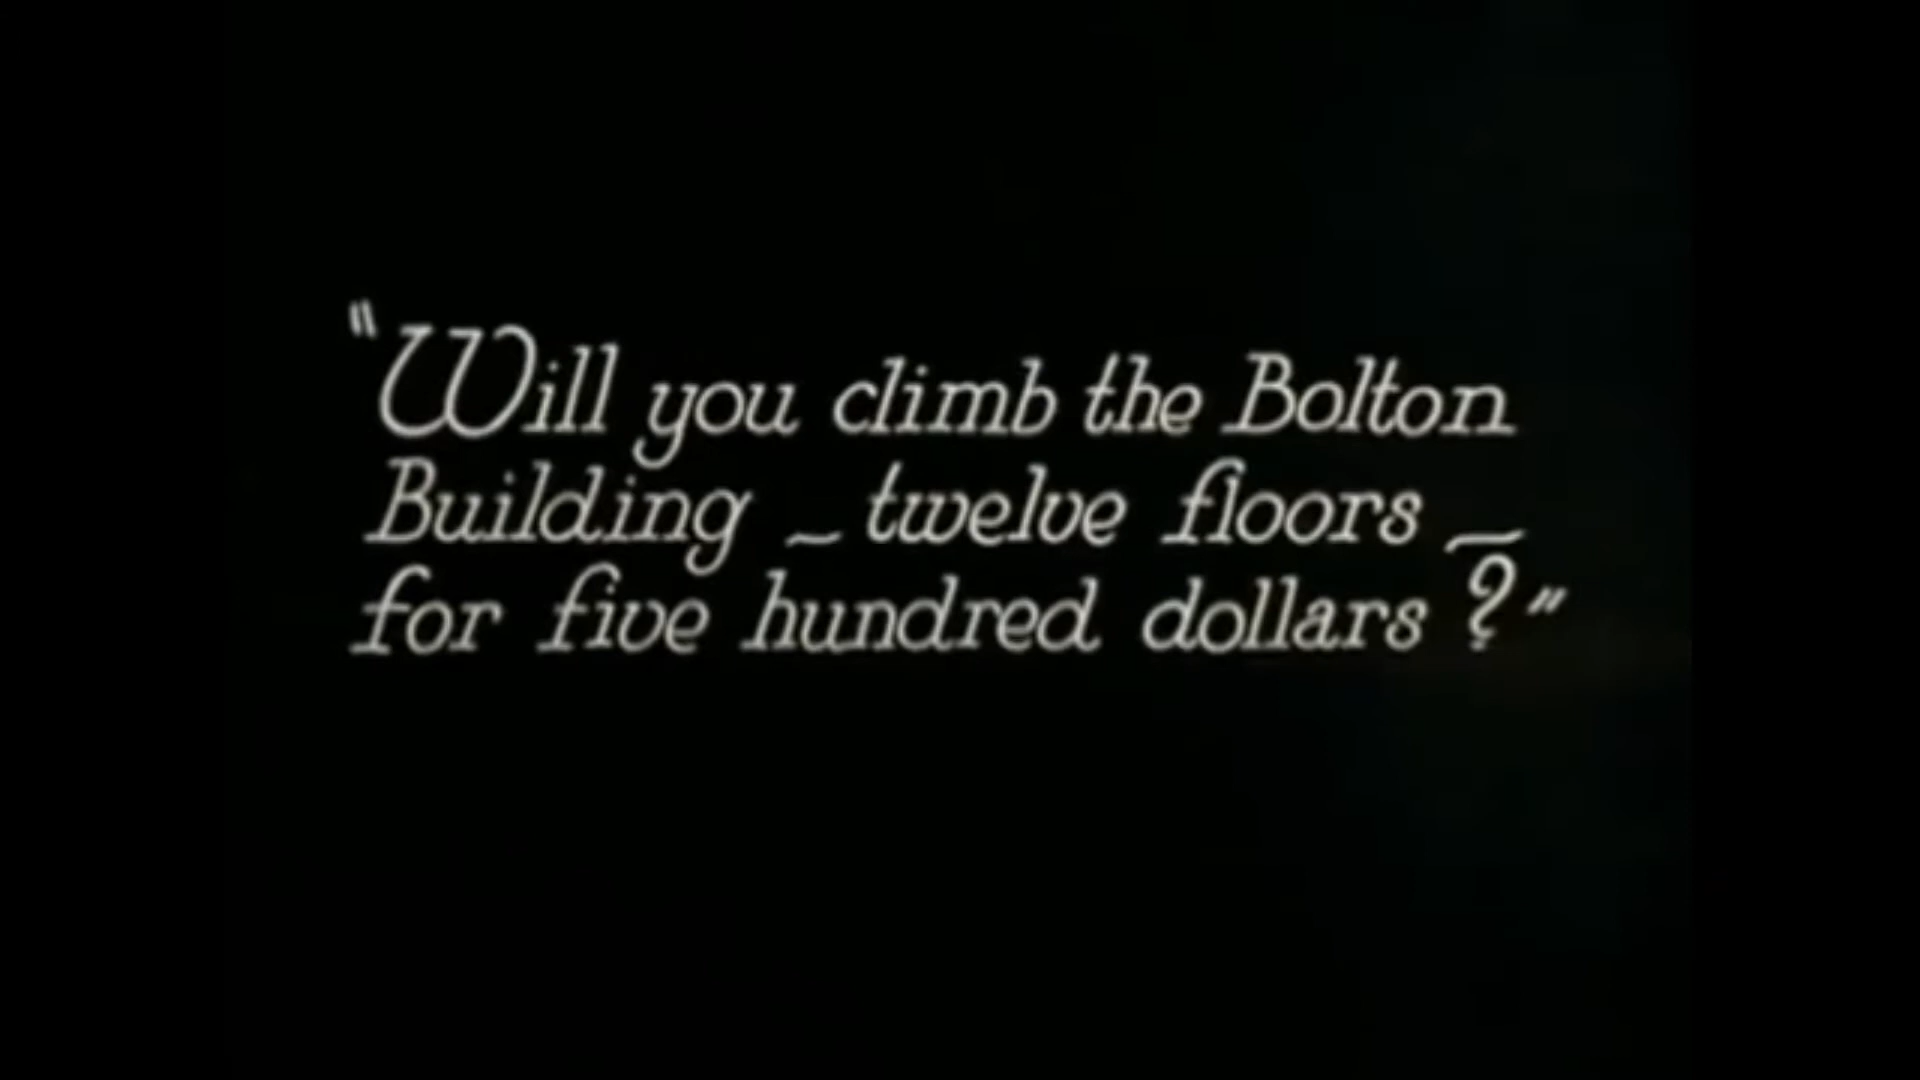 "Will you climb the Bolton
Building – twelve floors –
for five hundred dollars?"